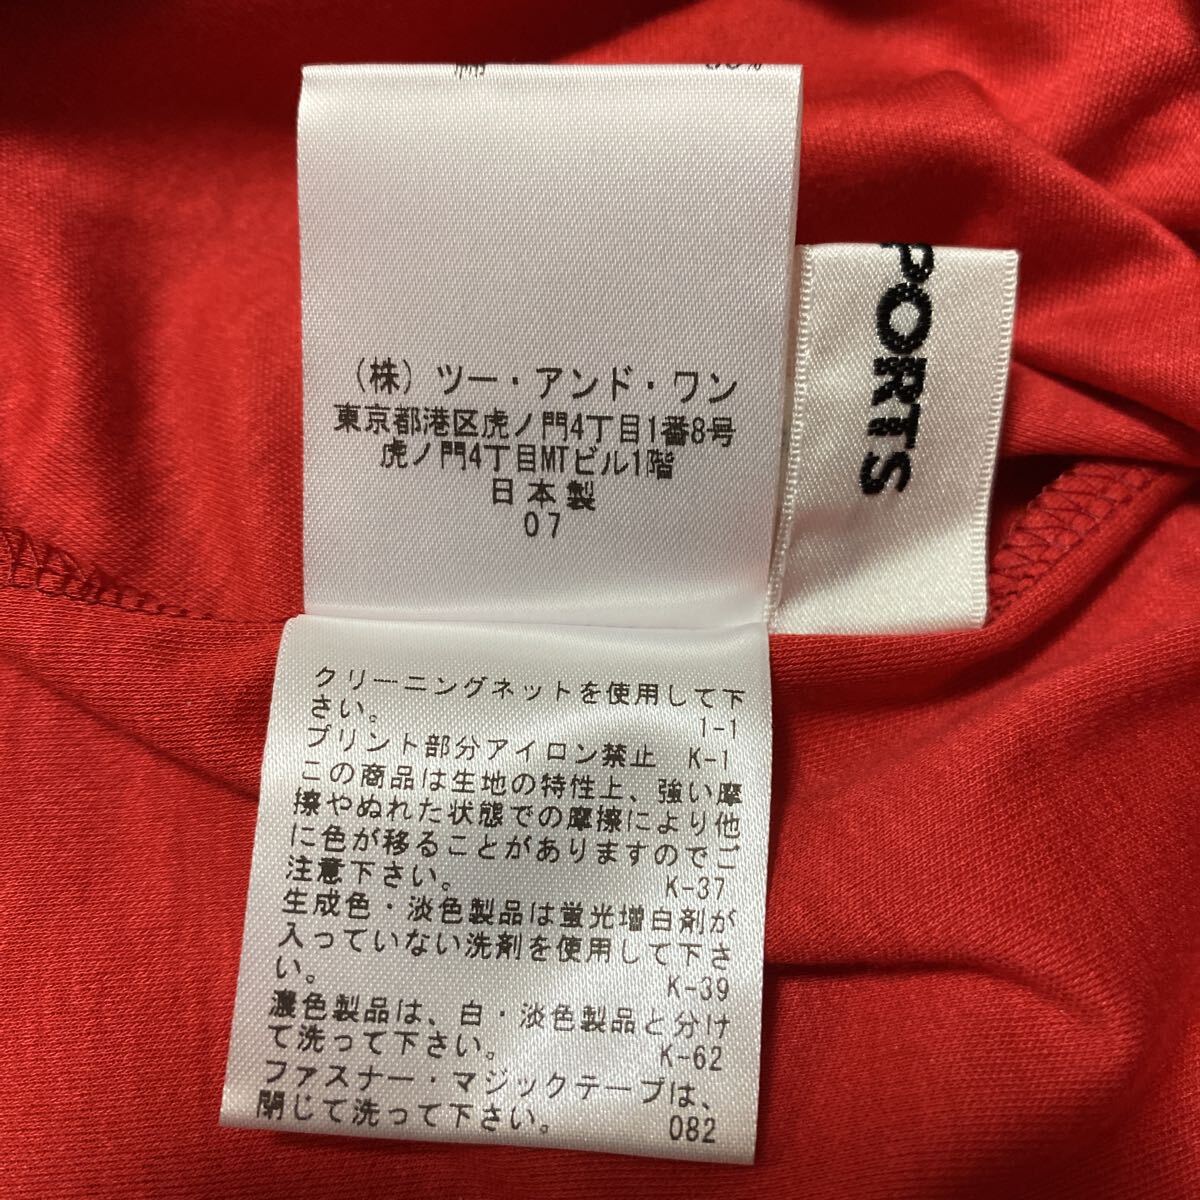 (株)ツー・アンド・ワン
東京都港区虎ノ門4丁目1番8号
虎ノ門4丁目MTビル1階
日本製
07
PORTS
クリーニングネットを使用して下
さい。 1-1
プリント部分アイロン禁止 K-1
この商品は生地の特性上、強い摩
擦やぬれた状態での摩擦により他
に色が移ることがありますのでご
注意下さい。 K-37
生成色・淡色製品は蛍光増白剤が
入っていない洗剤を使用して下さ
い。 K-39
濃色製品は、白・淡色製品と分け
て洗って下さい。 K-62
ファスナー・マジックテープは、
閉じて洗って下さい。 082